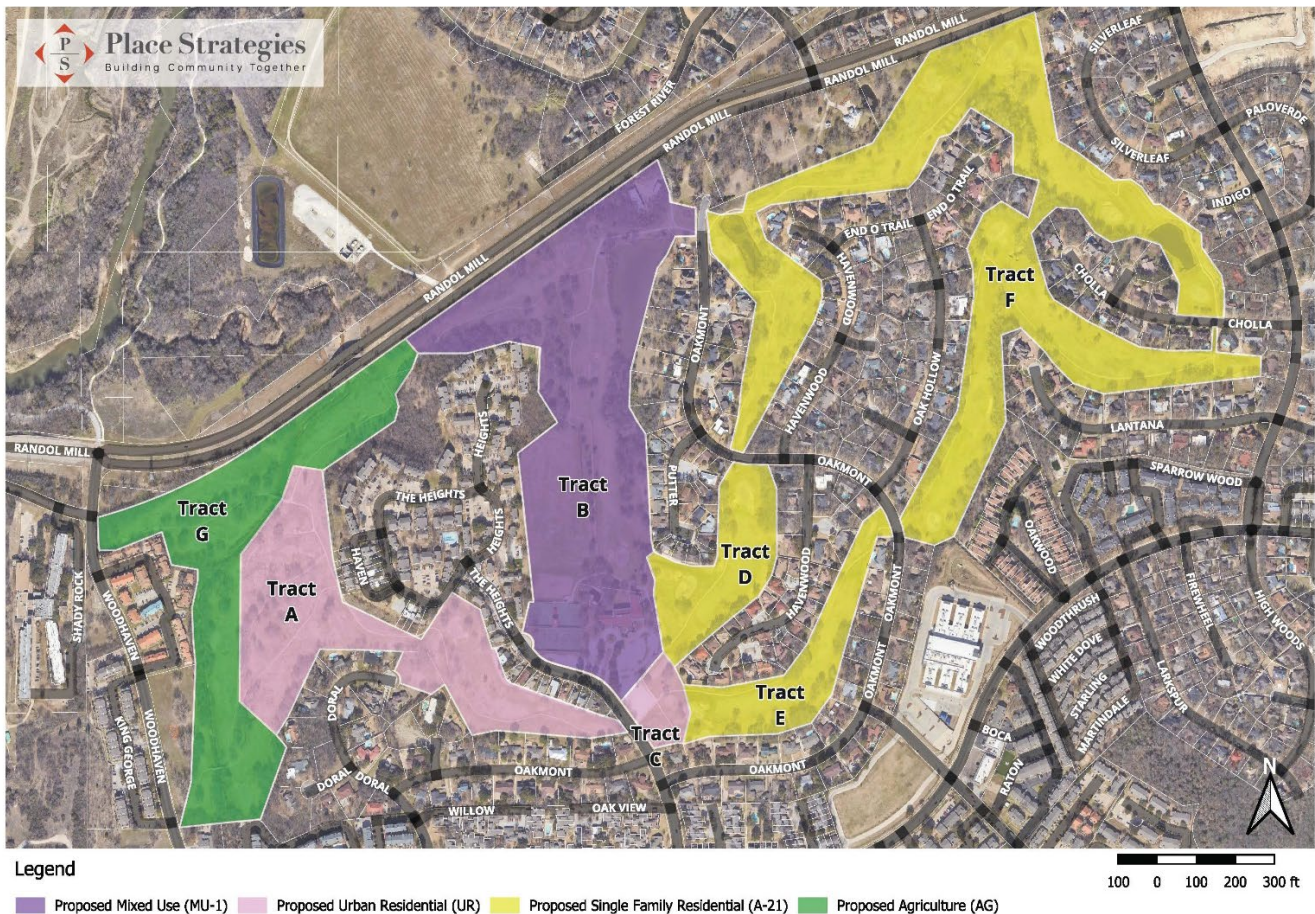 P
S
Place Strategies
Building Community Together
RANDOL MILL
RANDOL MILL
FOREST RIVER
RANDOL MILL
RANDOL MILL
SILVERLEAF
PALOVERDE
SILVERLEAF
INDIGO
END O TRAIL
END O TRAIL
HAVENWOOD
OAKMONT
Tract
F
CHOLLA
CHOLLA
RANDOL MILL
RANDOL MILL
HEIGHTS
THE HEIGHTS
HEIGHTS
HAVEN
THE HEIGHTS
Tract
B
PUTTER
HAVENWOOD
OAK HOLLOW
OAKMONT
LANTANA
SPARROW WOOD
Tract
G
Tract
A
Tract
D
HAVENWOOD
OAKMONT
OAKWOOD
WOODTHRUSH
WHITE DOVE
STARLING
MARTINDALE
FIREWHEEL
LARKSPUR
HIGH WOODS
SHADY ROCK
WOODHAVEN
KING GEORGE
WOODHAVEN
DORAL
DORAL
DORAL
OAKMONT
WILLOW
OAK VIEW
Tract
C
Tract
E
OAKMONT
OAKMONT
BOCA
RATON
N
Legend
100 0 100 200 300 ft
Proposed Mixed Use (MU-1)
Proposed Urban Residential (UR)
Proposed Single Family Residential (A-21)
Proposed Agriculture (AG)